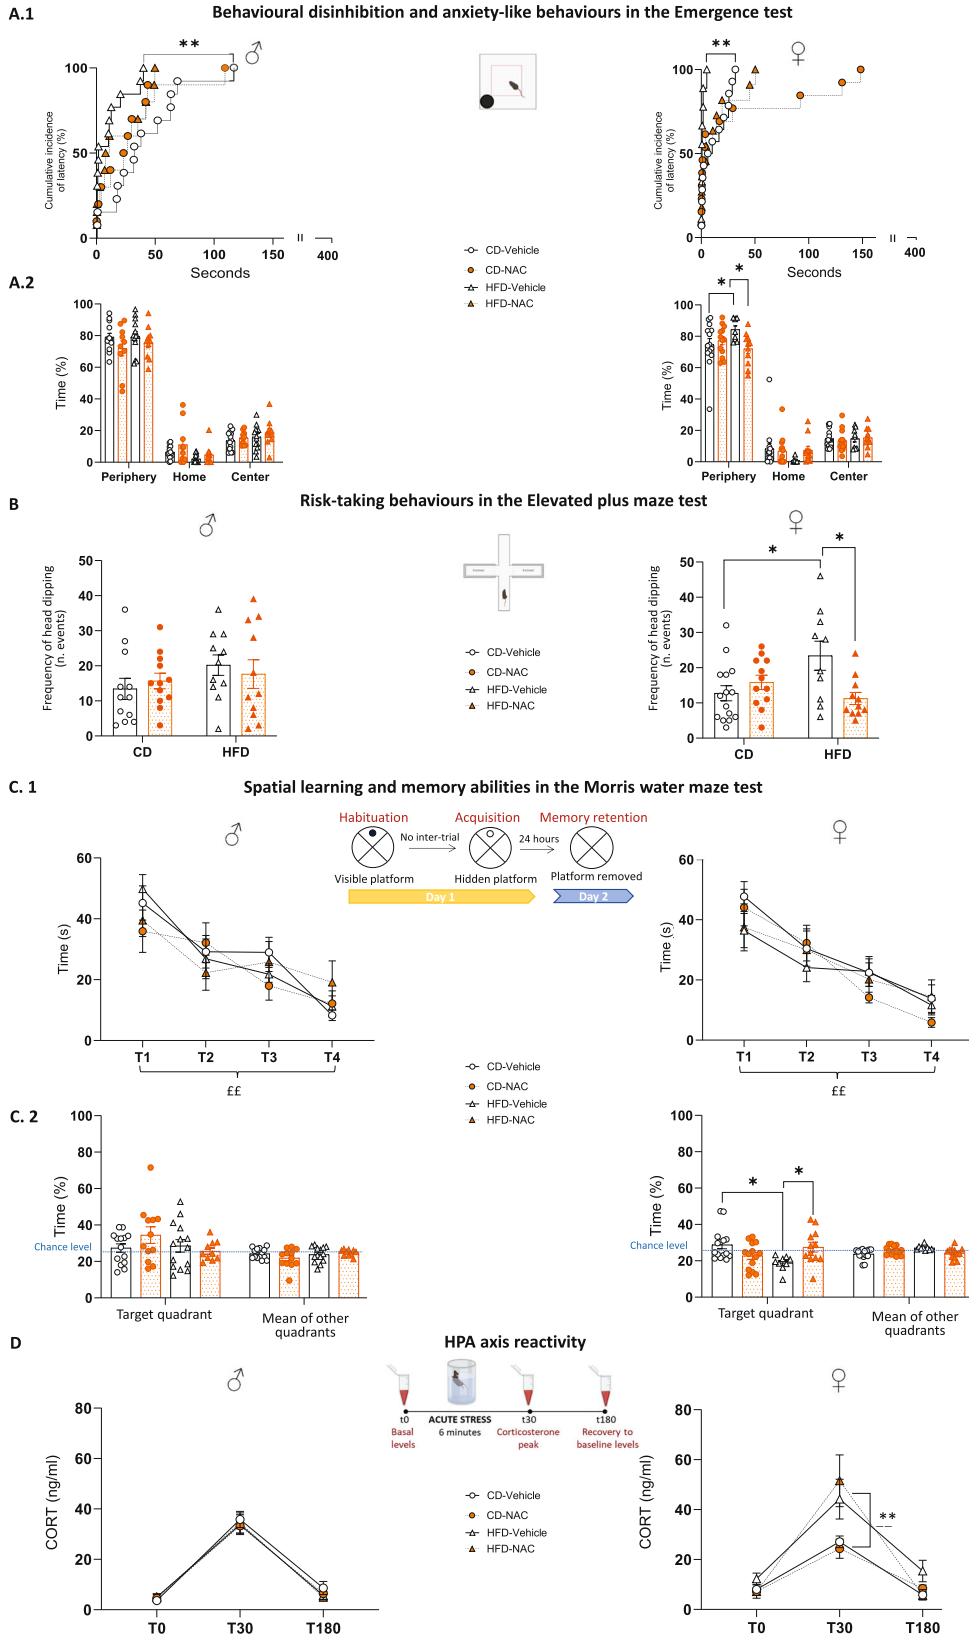 A.1
Behavioural disinhibition and anxiety-like behaviours in the Emergence test
♂
♀
**
**
Cumulative incidence
of latency (%)
100
50
0
0 50 100 150 400
Seconds
Cumulative incidence
of latency (%)
100
50
0
0 50 100 150 400
Seconds
CD-Vehicle
CD-NAC
HFD-Vehicle
HFD-NAC
A.2
Time (%)
100
80
60
40
20
0
Periphery Home Center
Time (%)
100
80
60
40
20
0
* *
Periphery Home Center
B
Risk-taking behaviours in the Elevated plus maze test
♂
♀
Frequency of head dipping
(n. events)
50
40
30
20
10
0
CD HFD
CD-Vehicle
CD-NAC
HFD-Vehicle
HFD-NAC
Frequency of head dipping
(n. events)
50
40
30
20
10
0
* *
CD HFD
C. 1
Spatial learning and memory abilities in the Morris water maze test
♂
♀
Habituation Acquisition Memory retention
No inter-trial 24 hours
Visible platform Hidden platform Platform removed
Day 1 Day 2
Time (s)
60
40
20
0
T1 T2 T3 T4
££
Time (s)
60
40
20
0
T1 T2 T3 T4
££
CD-Vehicle
CD-NAC
HFD-Vehicle
HFD-NAC
C. 2
Time (%)
100
80
60
40
20
0
Chance level
Target quadrant Mean of other
quadrants
Time (%)
100
80
60
40
20
0
Chance level
* *
Target quadrant Mean of other
quadrants
D
HPA axis reactivity
♂
♀
t0 ACUTE STRESS t30 t180
Basal
levels
6 minutes
Corticosterone
peak
Recovery to
baseline levels
CORT (ng/ml)
80
60
40
20
0
T0 T30 T180
CD-Vehicle
CD-NAC
HFD-Vehicle
HFD-NAC
CORT (ng/ml)
80
60
40
20
0
**
T0 T30 T180